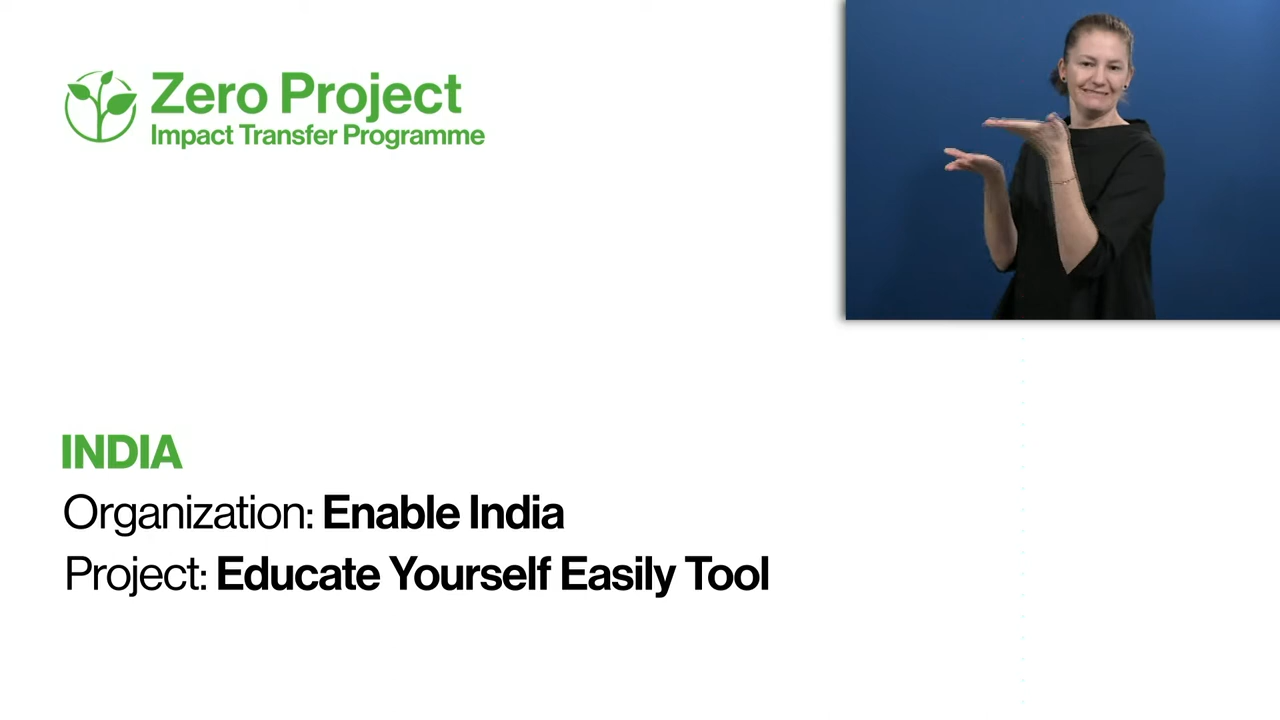 Zero Project
Impact Transfer Programme
INDIA
Organization: Enable India
Project: Educate Yourself Easily Tool